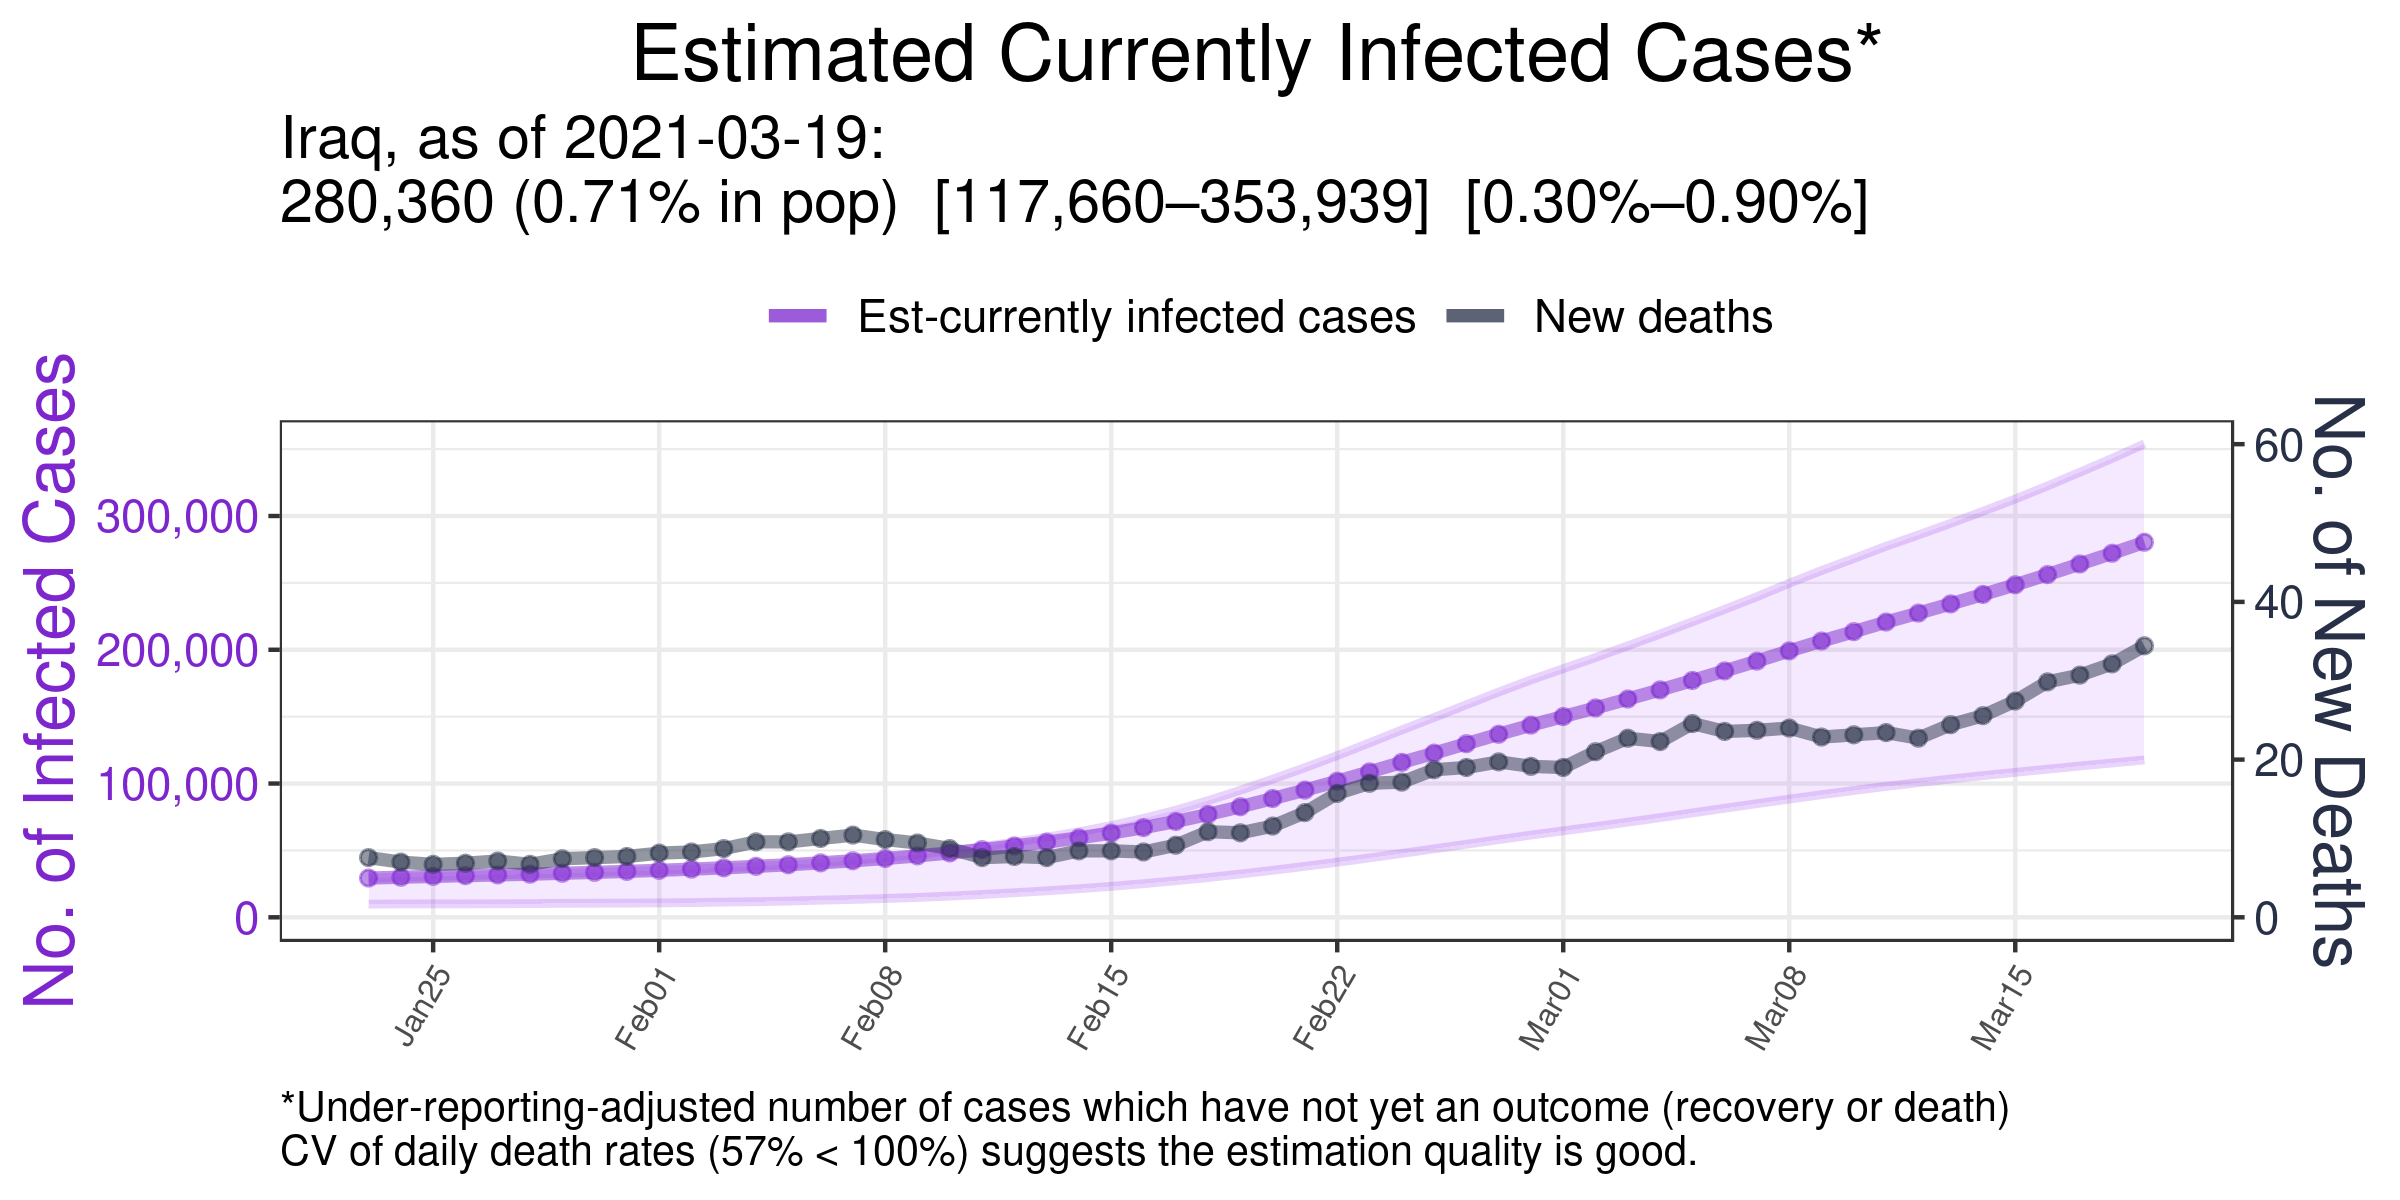 Estimated Currently Infected Cases*
Iraq, as of 2021-03-19:
280,360 (0.71% in pop) [117,660–353,939] [0.30%–0.90%]
Est-currently infected cases
New deaths
No. of Infected Cases
300,000
200,000
100,000
0
60
40
20
0
No. of New Deaths
Jan25
Feb01
Feb08
Feb15
Feb22
Mar01
Mar08
Mar15
*Under-reporting-adjusted number of cases which have not yet an outcome (recovery or death)
CV of daily death rates (57% < 100%) suggests the estimation quality is good.